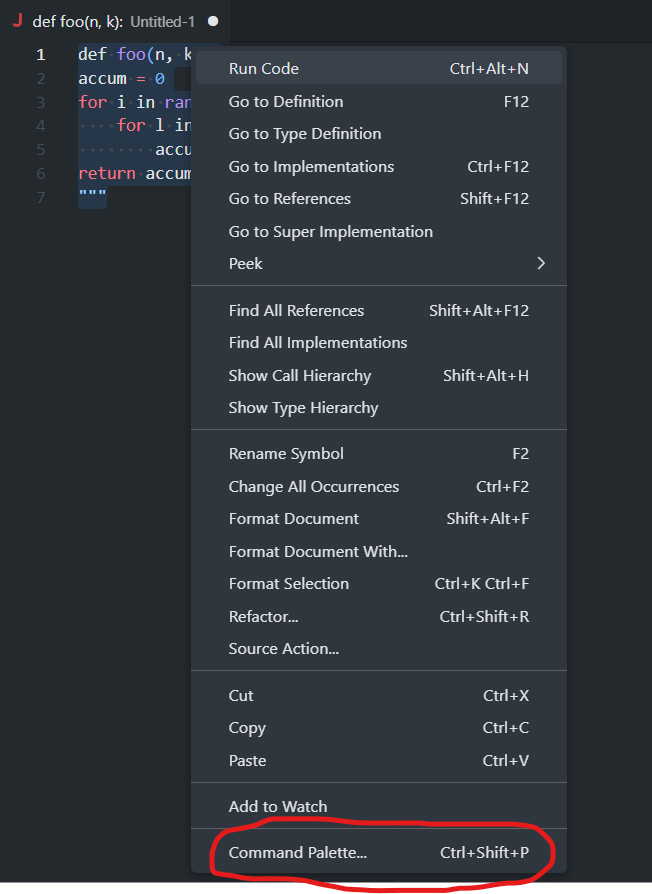 J def foo(n, k): Untitled-1
1 def foo(n, k
2 accum = 0
3 for i in ran
4 for l in
5 accu
6 return accum
7 """
Run Code Ctrl+Alt+N
Go to Definition F12
Go to Type Definition
Go to Implementations Ctrl+F12
Go to References Shift+F12
Go to Super Implementation
Peek
Find All References Shift+Alt+F12
Find All Implementations
Show Call Hierarchy Shift+Alt+H
Show Type Hierarchy
Rename Symbol F2
Change All Occurrences Ctrl+F2
Format Document Shift+Alt+F
Format Document With...
Format Selection Ctrl+K Ctrl+F
Refactor... Ctrl+Shift+R
Source Action...
Cut Ctrl+X
Copy Ctrl+C
Paste Ctrl+V
Add to Watch
Command Palette... Ctrl+Shift+P